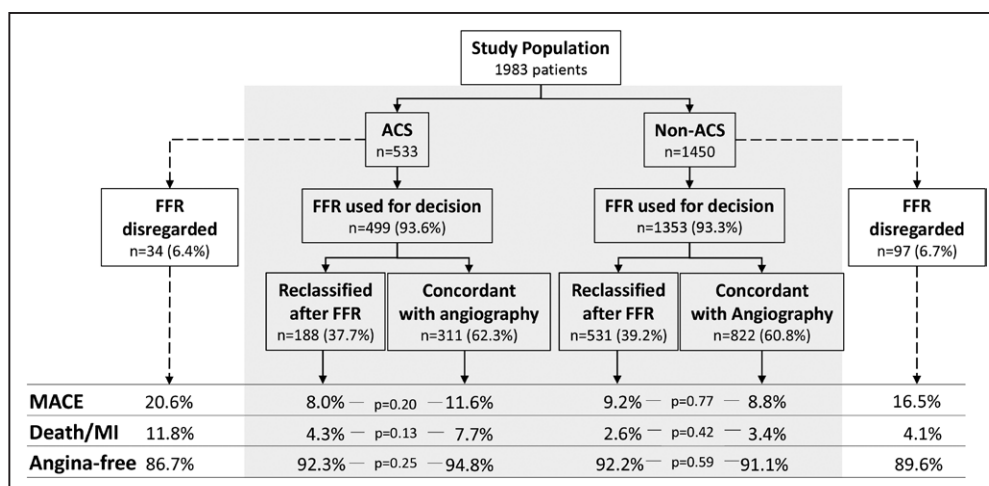 Study Population
1983 patients
ACS
n=533
Non-ACS
n=1450
FFR
disregarded
n=34 (6.4%)
FFR used for decision
n=499 (93.6%)
FFR used for decision
n=1353 (93.3%)
FFR
disregarded
n=97 (6.7%)
Reclassified
after FFR
n=188 (37.7%)
Concordant
with angiography
n=311 (62.3%)
Reclassified
after FFR
n=531 (39.2%)
Concordant
with Angiography
n=822 (60.8%)
MACE 20.6% 8.0% — p=0.20 — 11.6% 9.2% — p=0.77 — 8.8% 16.5%
Death/MI 11.8% 4.3% — p=0.13 — 7.7% 2.6% — p=0.42 — 3.4% 4.1%
Angina-free 86.7% 92.3% — p=0.25 — 94.8% 92.2% — p=0.59 — 91.1% 89.6%